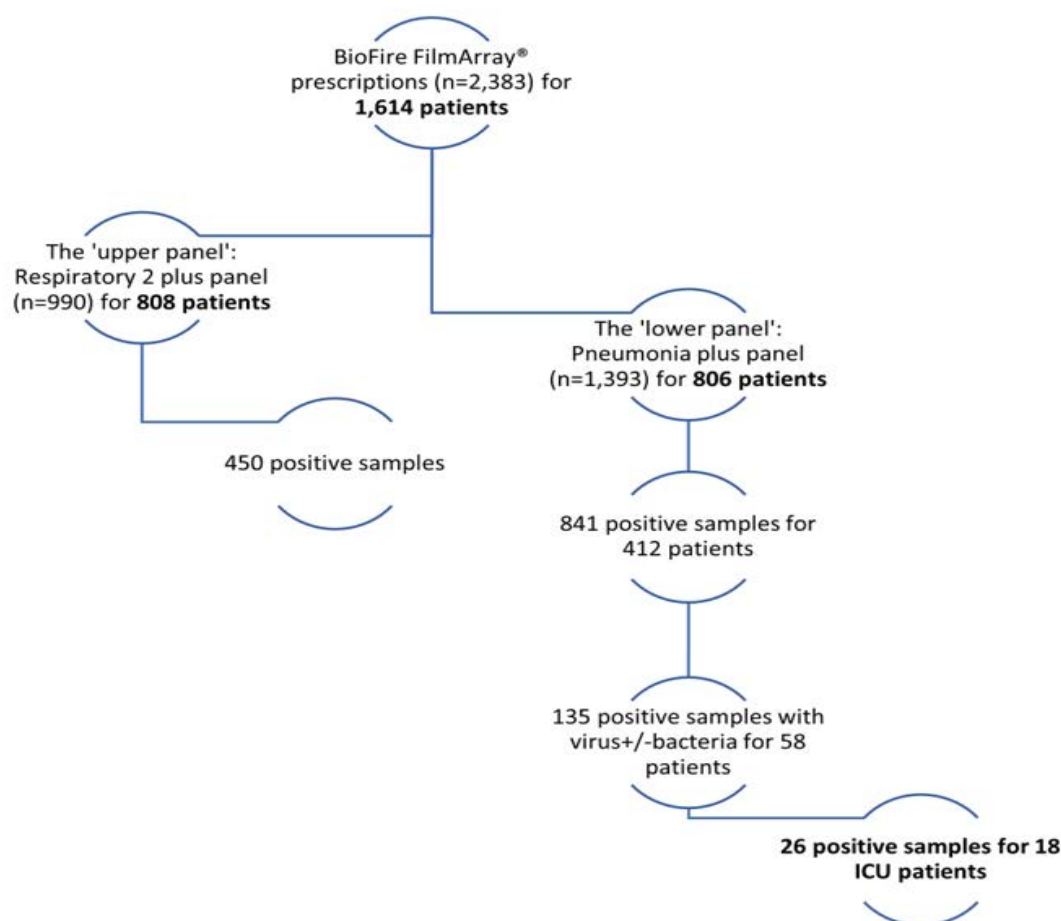 BioFire FilmArray®
prescriptions (n=2,383) for
1,614 patients
The 'upper panel':
Respiratory 2 plus panel
(n=990) for 808 patients
The 'lower panel':
Pneumonia plus panel
(n=1,393) for 806 patients
450 positive samples
841 positive samples for
412 patients
135 positive samples with
virus+/-bacteria for 58
patients
26 positive samples for 18
ICU patients